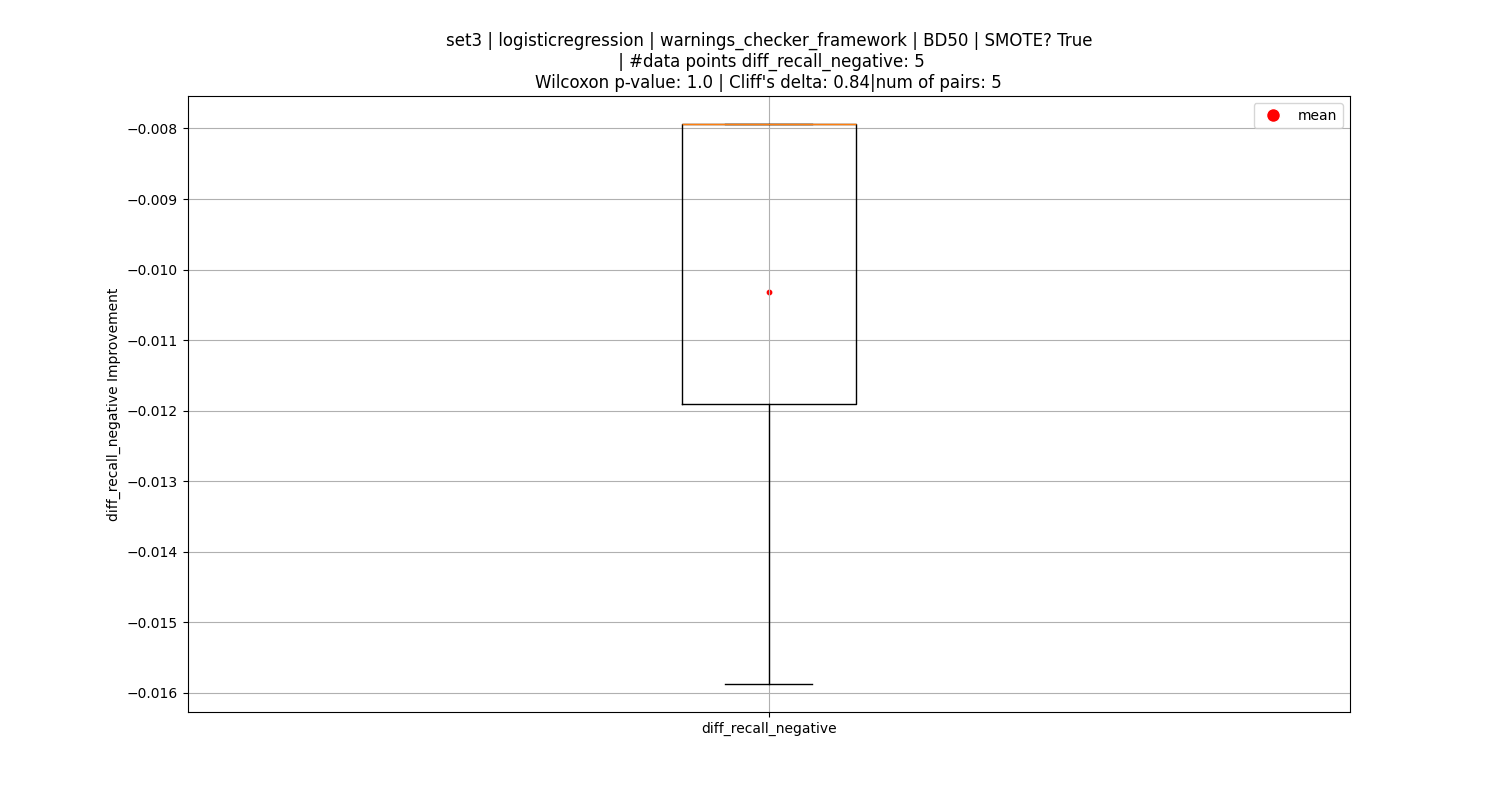 set3 | logisticregression | warnings_checker_framework | BD50 | SMOTE? True
| #data points diff_recall_negative: 5
Wilcoxon p-value: 1.0 | Cliff's delta: 0.84|num of pairs: 5
mean
−0.008
−0.009
−0.010
−0.011
−0.012
−0.013
−0.014
−0.015
−0.016
diff_recall_negative Improvement
diff_recall_negative